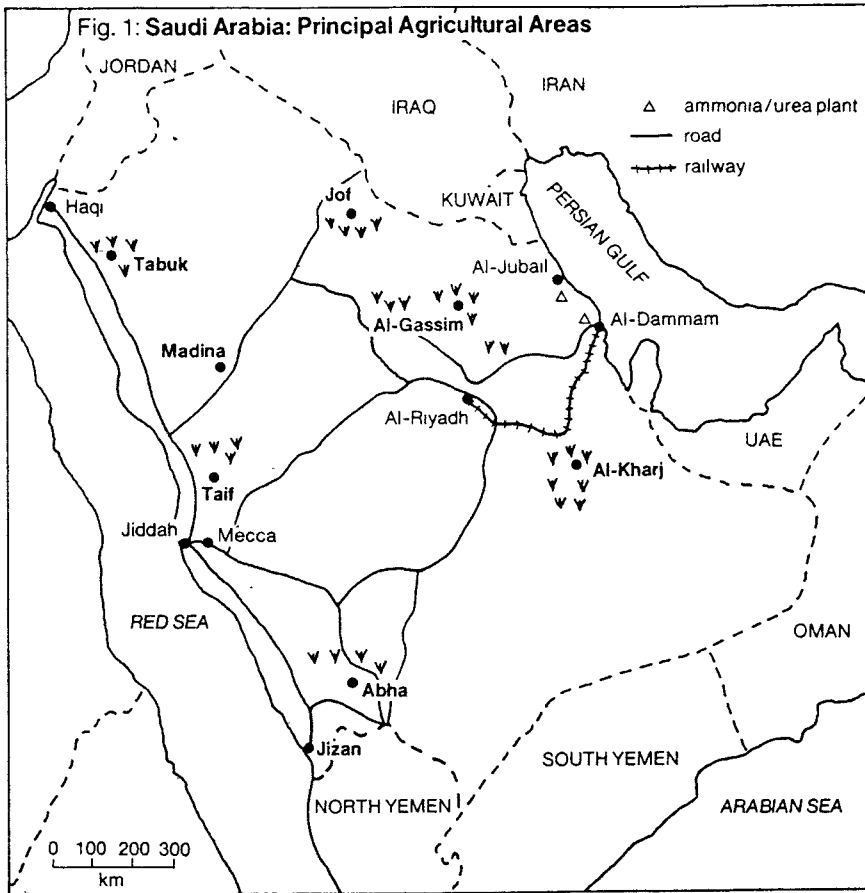 Fig. 1: Saudi Arabia: Principal Agricultural Areas
JORDAN
IRAQ
IRAN
ammonia/urea plant
road
railway
Haqi
Jof
KUWAIT
PERSIAN GULF
Tabuk
Al-Jubail
Al-Gassim
Al-Dammam
Madina
Al-Riyadh
UAE
Al-Kharj
Taif
Jiddah
Mecca
RED SEA
OMAN
Abha
Jizan
SOUTH YEMEN
NORTH YEMEN
ARABIAN SEA
0 100 200 300
km